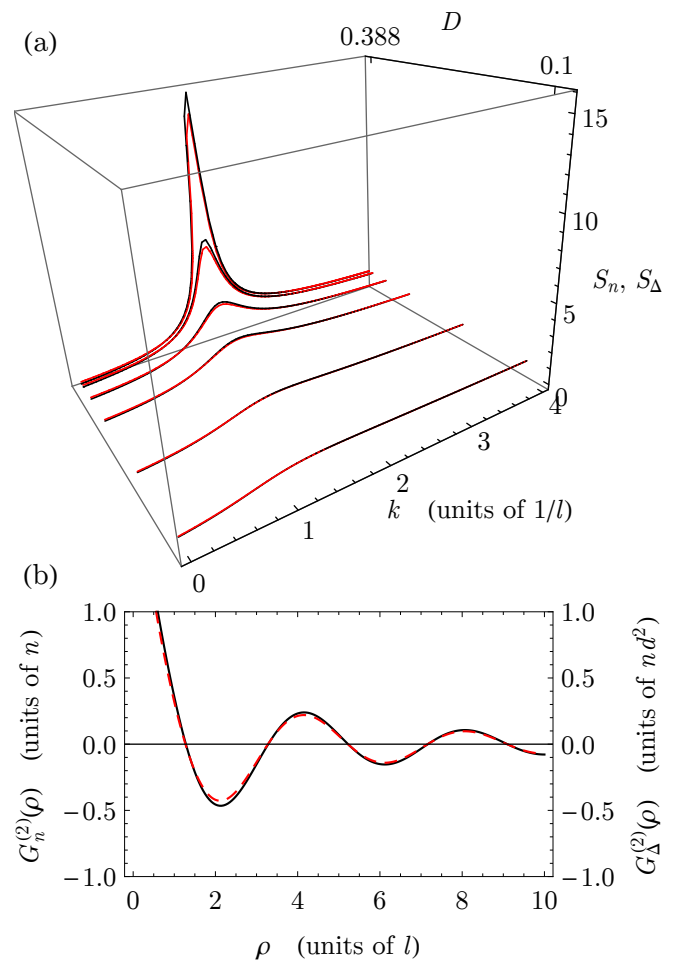 (a)
D
0.388
0.1
15
10
S_n, S_Δ
5
0
4
3
2
k (units of 1/l)
1
0
(b)
1.0
0.5
0.0
−0.5
−1.0
G_n^(2)(ρ) (units of n)
1.0
0.5
0.0
−0.5
−1.0
G_Δ^(2)(ρ) (units of nd²)
0 2 4 6 8 10
ρ (units of l)